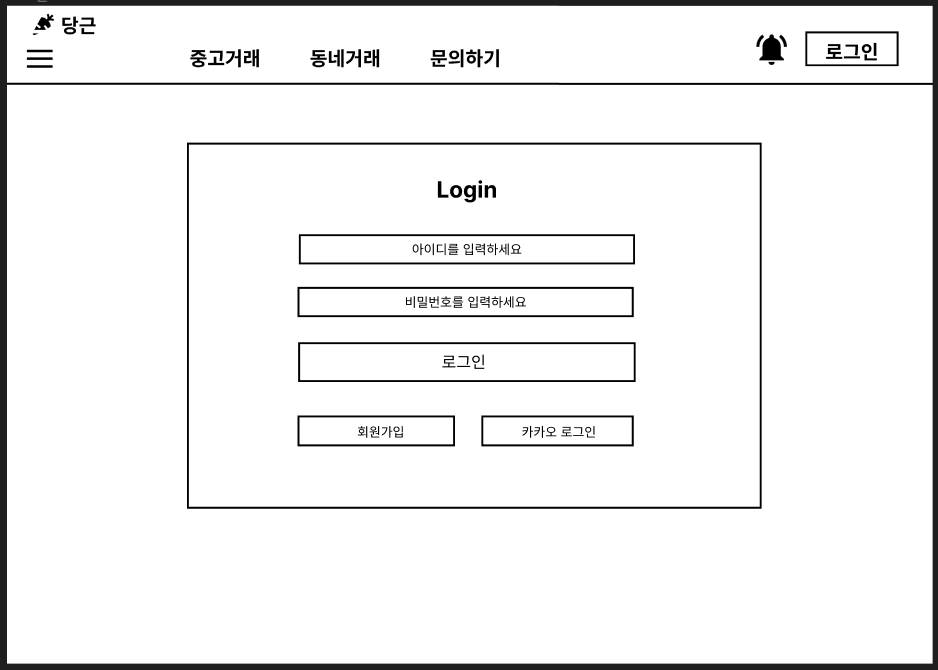 당근
중고거래 동네거래 문의하기 로그인
Login
아이디를 입력하세요
비밀번호를 입력하세요
로그인
회원가입 카카오 로그인